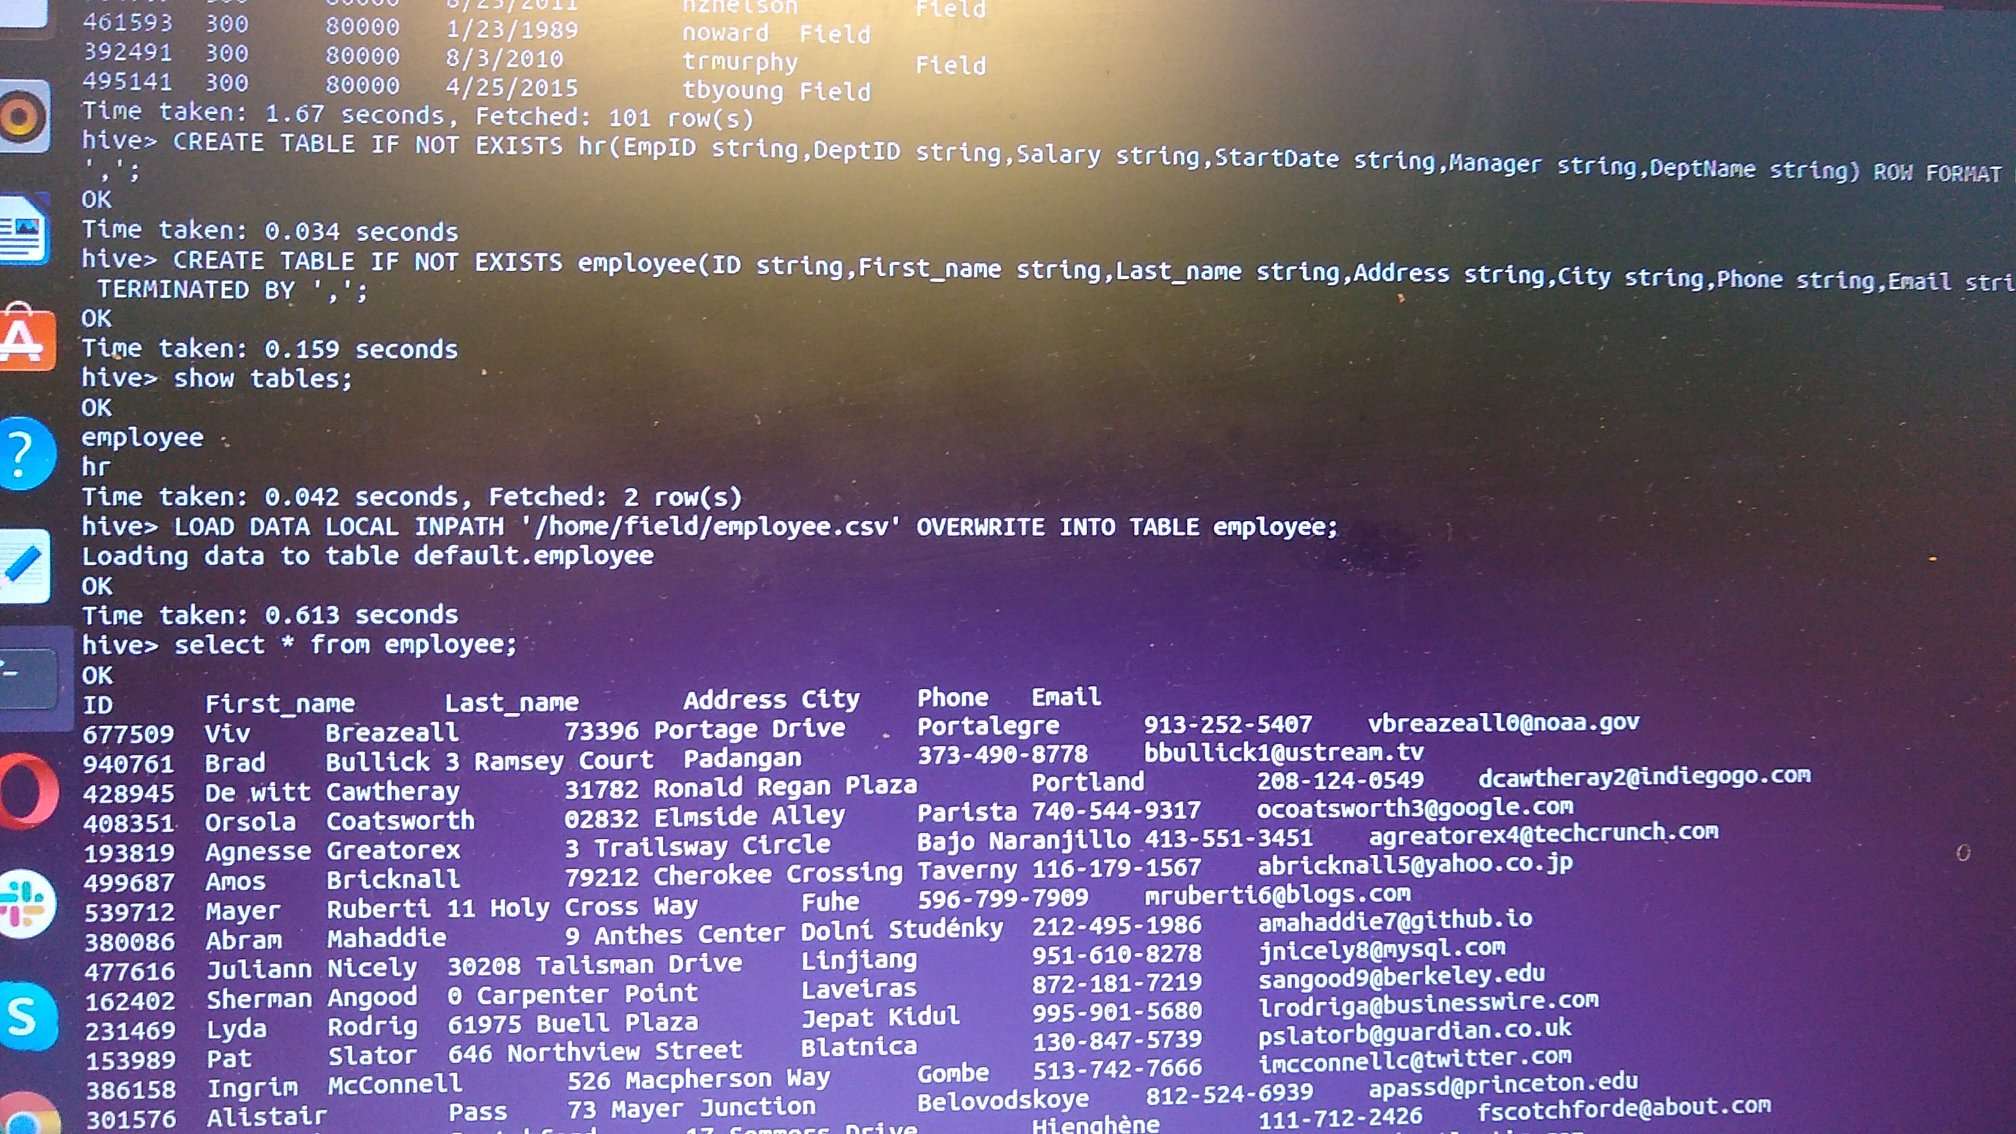 300 80000 8/23/2011 hznelson Field
461593 300 80000 1/23/1989 noward Field
392491 300 80000 8/3/2010 trmurphy Field
495141 300 80000 4/25/2015 tbyoung Field
Time taken: 1.67 seconds, Fetched: 101 row(s)
hive> CREATE TABLE IF NOT EXISTS hr(EmpID string,DeptID string,Salary string,StartDate string,Manager string,DeptName string) ROW FORMAT
',';
OK
Time taken: 0.034 seconds
hive> CREATE TABLE IF NOT EXISTS employee(ID string,First_name string,Last_name string,Address string,City string,Phone string,Email stri
TERMINATED BY ',';
OK
Time taken: 0.159 seconds
hive> show tables;
OK
employee
hr
Time taken: 0.042 seconds, Fetched: 2 row(s)
hive> LOAD DATA LOCAL INPATH '/home/field/employee.csv' OVERWRITE INTO TABLE employee;
Loading data to table default.employee
OK
Time taken: 0.613 seconds
hive> select * from employee;
OK
ID First_name Last_name Address City Phone Email
677509 Viv Breazeall 73396 Portage Drive Portalegre 913-252-5407 vbreazeall0@noaa.gov
940761 Brad Bullick 3 Ramsey Court Padangan 373-490-8778 bbullick1@ustream.tv
428945 De witt Cawtheray 31782 Ronald Regan Plaza Portland 208-124-0549 dcawtheray2@indiegogo.com
408351 Orsola Coatsworth 02832 Elmside Alley Parista 740-544-9317 ocoatsworth3@google.com
193819 Agnesse Greatorex 3 Trailsway Circle Bajo Naranjillo 413-551-3451 agreatorex4@techcrunch.com
499687 Amos Bricknall 79212 Cherokee Crossing Taverny 116-179-1567 abricknall5@yahoo.co.jp
539712 Mayer Ruberti 11 Holy Cross Way Fuhe 596-799-7909 mruberti6@blogs.com
380086 Abram Mahaddie 9 Anthes Center Dolní Studénky 212-495-1986 amahaddie7@github.io
477616 Juliann Nicely 30208 Talisman Drive Linjiang 951-610-8278 jnicely8@mysql.com
162402 Sherman Angood 0 Carpenter Point Laveiras 872-181-7219 sangood9@berkeley.edu
231469 Lyda Rodrig 61975 Buell Plaza Jepat Kidul 995-901-5680 lrodriga@businesswire.com
153989 Pat Slator 646 Northview Street Blatnica 130-847-5739 pslatorb@guardian.co.uk
386158 Ingrim McConnell 526 Macpherson Way Gombe 513-742-7666 imcconnellc@twitter.com
301576 Alistair Pass 73 Mayer Junction Belovodskoye 812-524-6939 apassd@princeton.edu
17 Sommers Drive Hienghène 111-712-2426 fscotchforde@about.com